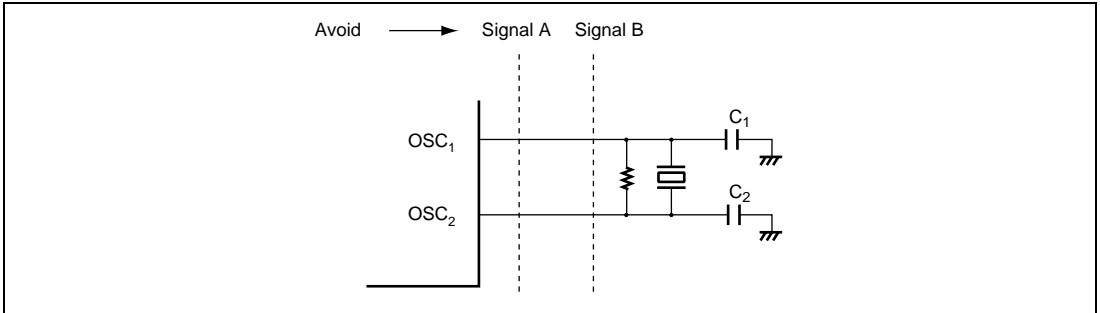 Avoid Signal A Signal B
C₁
OSC₁
C₂
OSC₂